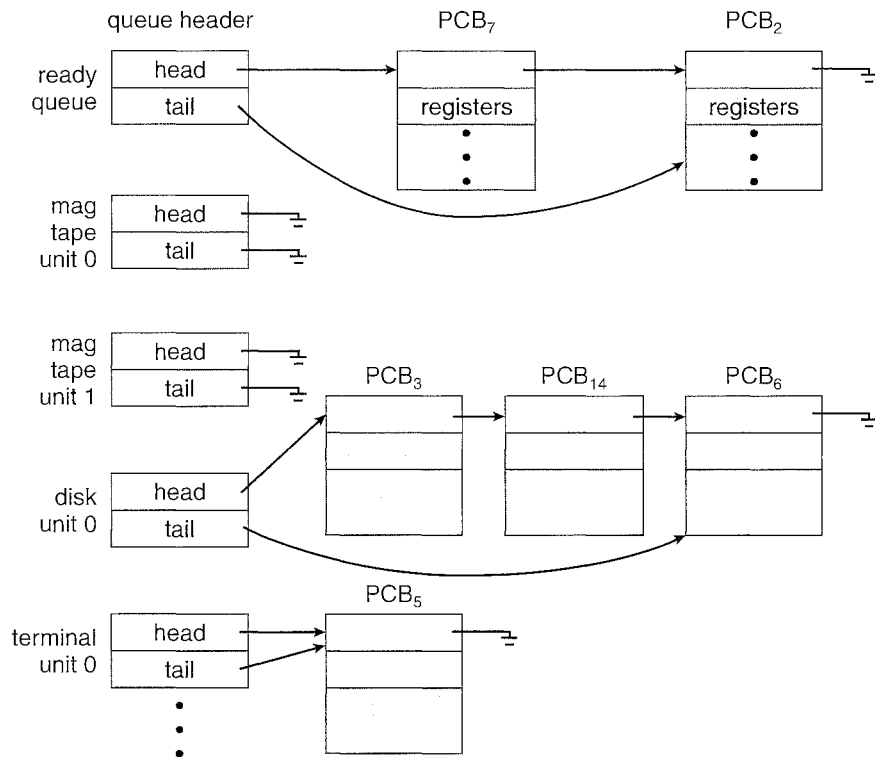 queue header
PCB₇
PCB₂
ready
queue
head
tail
registers
registers
mag
tape
unit 0
head
tail
mag
tape
unit 1
head
tail
PCB₃
PCB₁₄
PCB₆
disk
unit 0
head
tail
PCB₅
terminal
unit 0
head
tail